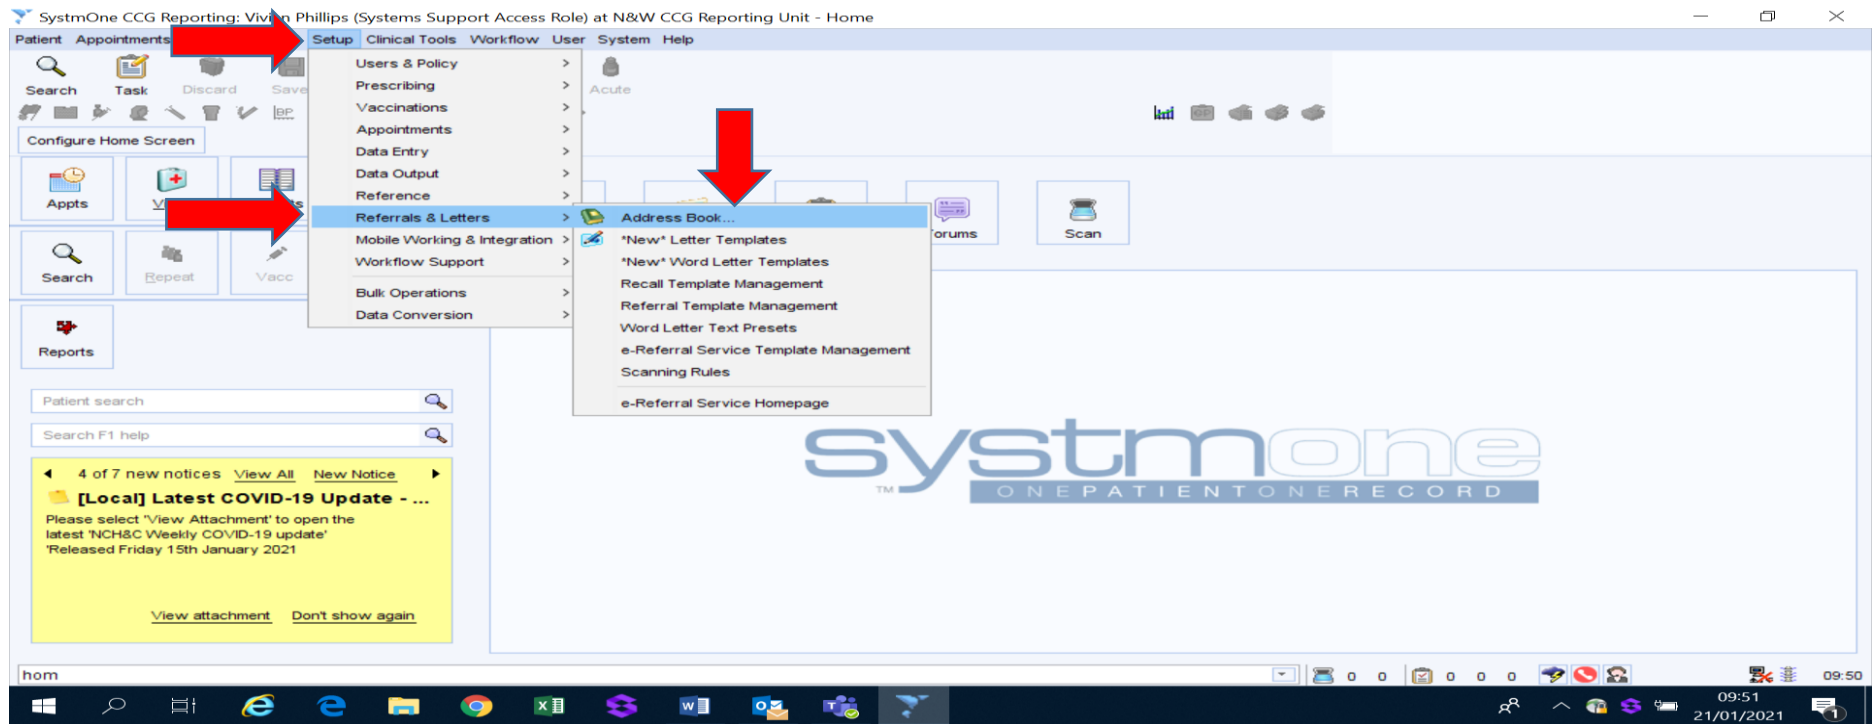 SystmOne CCG Reporting: Vivien Phillips (Systems Support Access Role) at N&W CCG Reporting Unit - Home
Patient Appointments Setup Clinical Tools Workflow User System Help
Search Task Discard Save Acute
BP
Configure Home Screen
Users & Policy
Prescribing
Vaccinations
Appointments
Data Entry
Data Output
Reference
Referrals & Letters
Mobile Working & Integration
Workflow Support
Bulk Operations
Data Conversion
Address Book...
*New* Letter Templates
*New* Word Letter Templates
Recall Template Management
Referral Template Management
Word Letter Text Presets
e-Referral Service Template Management
Scanning Rules
e-Referral Service Homepage
Appts
orums
Scan
Search Repeat Vacc
Reports
Patient search
Search F1 help
4 of 7 new notices View All New Notice
[Local] Latest COVID-19 Update - ...
Please select 'View Attachment' to open the
latest 'NCH&C Weekly COVID-19 update'
'Released Friday 15th January 2021
View attachment Don't show again
systmone
TM ONEPATIENTONERECORD
hom
0 0 0 0 0 09:50
09:51
21/01/2021
1